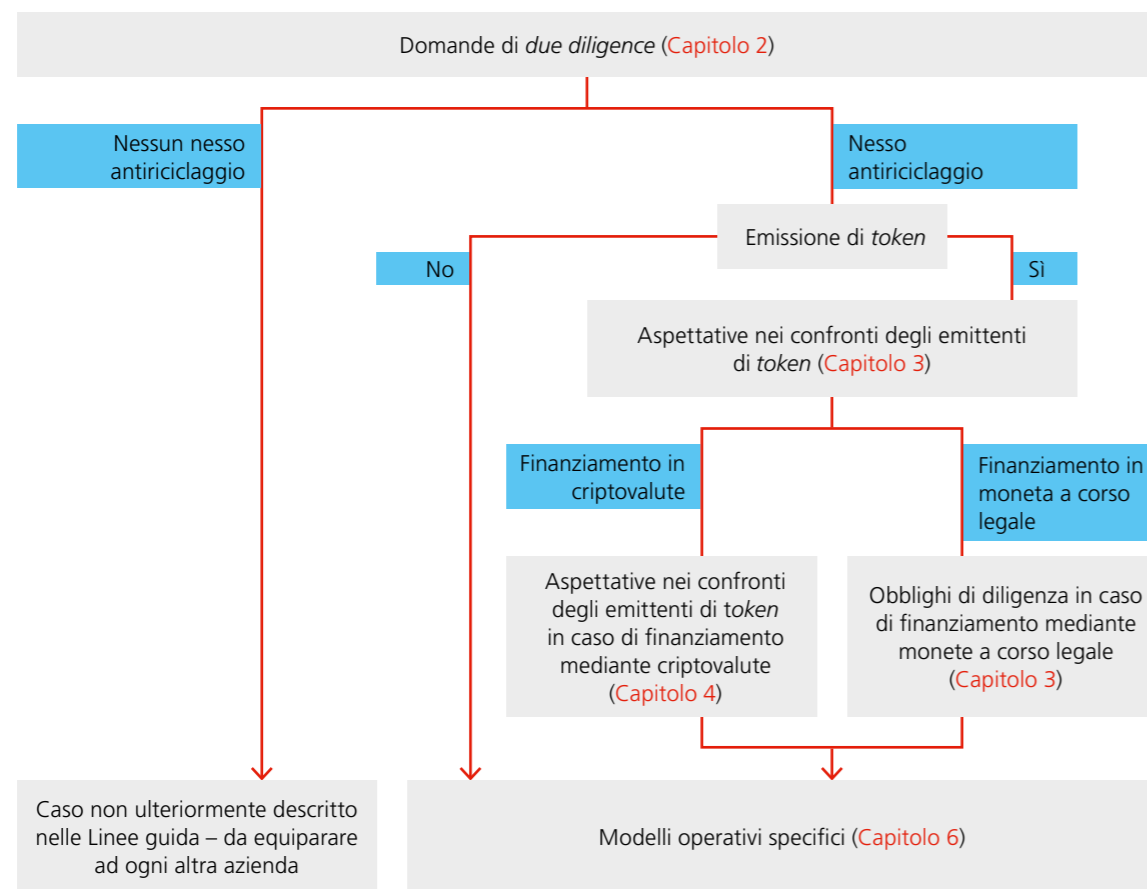 Domande di due diligence (Capitolo 2)
Nessun nesso
antiriciclaggio
Nesso
antiriciclaggio
Emissione di token
No
Sì
Aspettative nei confronti degli emittenti
di token (Capitolo 3)
Finanziamento in
criptovalute
Finanziamento in
moneta a corso
legale
Aspettative nei confronti
degli emittenti di token
in caso di finanziamento
mediante criptovalute
(Capitolo 4)
Obblighi di diligenza in caso
di finanziamento mediante
monete a corso legale
(Capitolo 3)
Caso non ulteriormente descritto
nelle Linee guida – da equiparare
ad ogni altra azienda
Modelli operativi specifici (Capitolo 6)